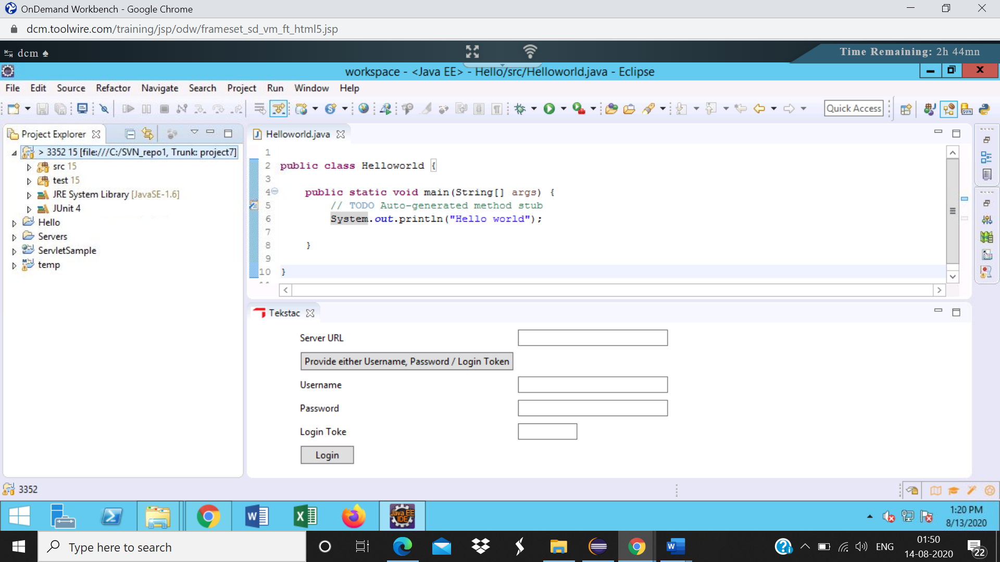 OnDemand Workbench - Google Chrome
dcm.toolwire.com/training/jsp/odw/frameset_sd_vm_ft_html5.jsp
dcm
Time Remaining: 2h 44mn
workspace - <Java EE> - Hello/src/Helloworld.java - Eclipse
File Edit Source Refactor Navigate Search Project Run Window Help
Quick Access
Project Explorer
> 3352 15 [file:///C:/SVN_repo1, Trunk: project7]
src 15
test 15
JRE System Library [JavaSE-1.6]
JUnit 4
Hello
Servers
ServletSample
temp
Helloworld.java
1
2 public class Helloworld {
3
4 public static void main(String[] args) {
5 // TODO Auto-generated method stub
6 System.out.println("Hello world");
7
8 }
9
10 }
Tekstac
Server URL
Provide either Username, Password / Login Token
Username
Password
Login Toke
Login
3352
Java EE
IDE
1:20 PM
8/13/2020
Type here to search
ENG
01:50
14-08-2020
22